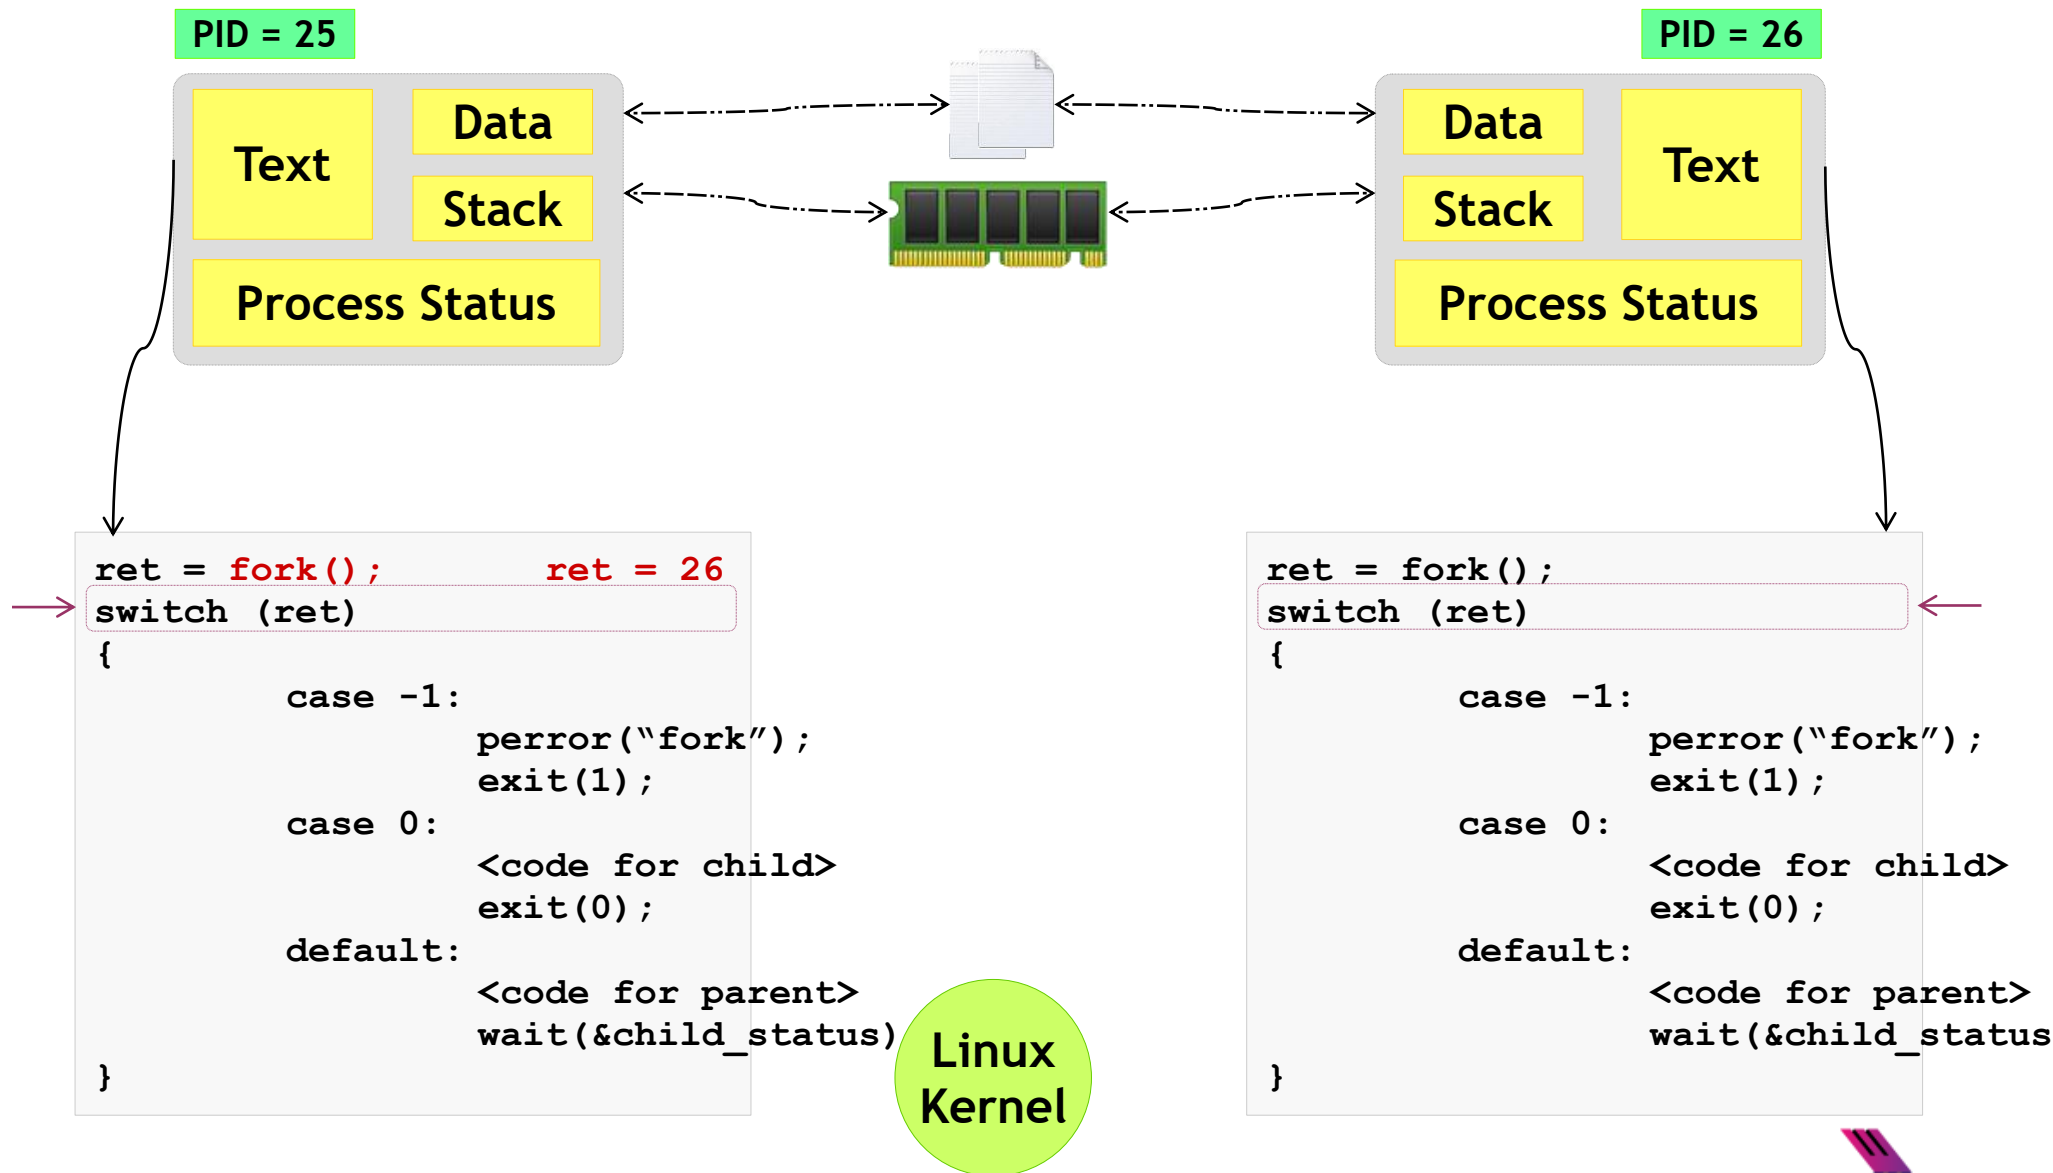 PID = 25
PID = 26
Text
Data
Stack
Process Status
Data
Stack
Text
Process Status
ret = fork();	ret = 26
switch (ret)
{
	case -1:
		perror(“fork”);
		exit(1);
	case 0:
		<code for child>
		exit(0);
	default:
		<code for parent>
		wait(&child_status)
}
Linux
Kernel
ret = fork();
switch (ret)
{
	case -1:
		perror(“fork”);
		exit(1);
	case 0:
		<code for child>
		exit(0);
	default:
		<code for parent>
		wait(&child_status
}